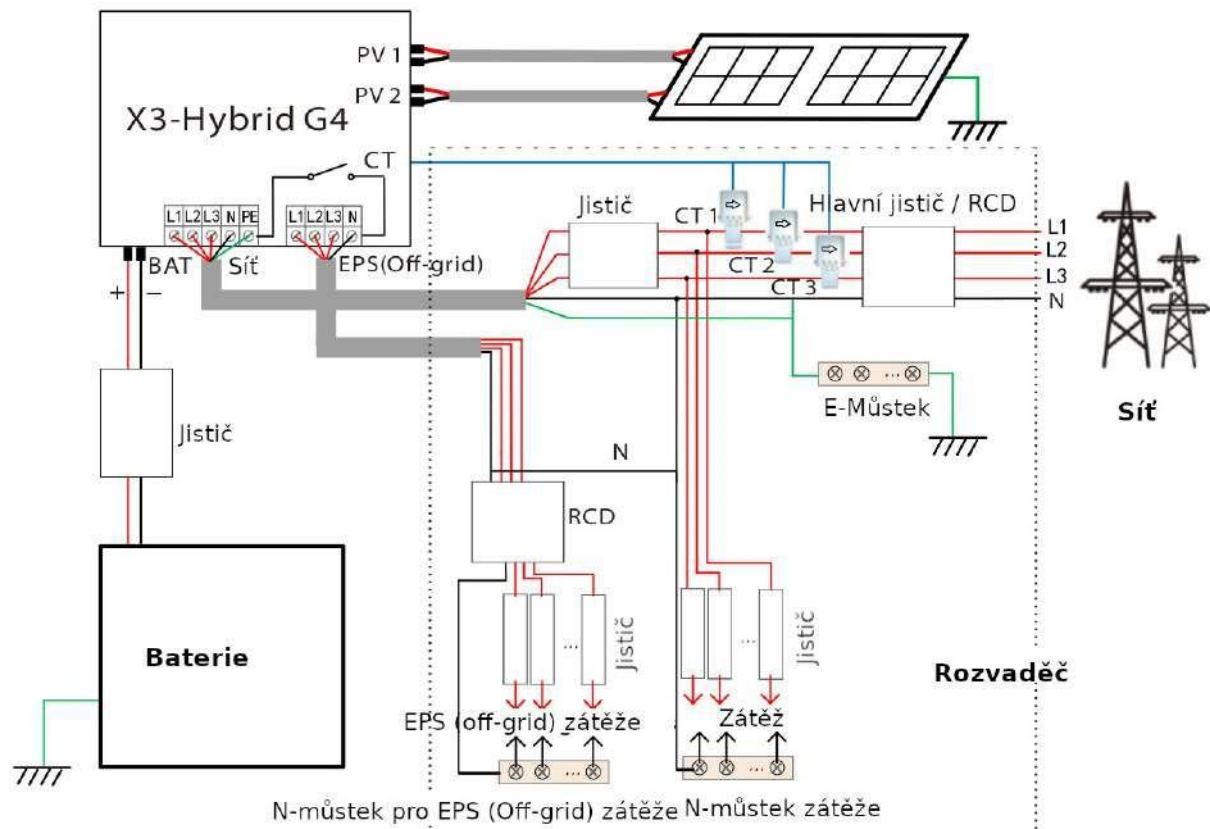 PV 1
PV 2
X3-Hybrid G4
CT
L1 L2 L3 N PE
L1 L2 L3 N
BAT
Síť
EPS(Off-grid)
+
−
Jistič
CT 1
CT 2
CT 3
Hlavní jistič / RCD
L1
L2
L3
N
E-Můstek
Síť
Jistič
N
RCD
Jistič
Jistič
Baterie
Rozvaděč
EPS (off-grid) zátěže
Zátěž
N-můstek pro EPS (Off-grid) zátěže
N-můstek zátěže